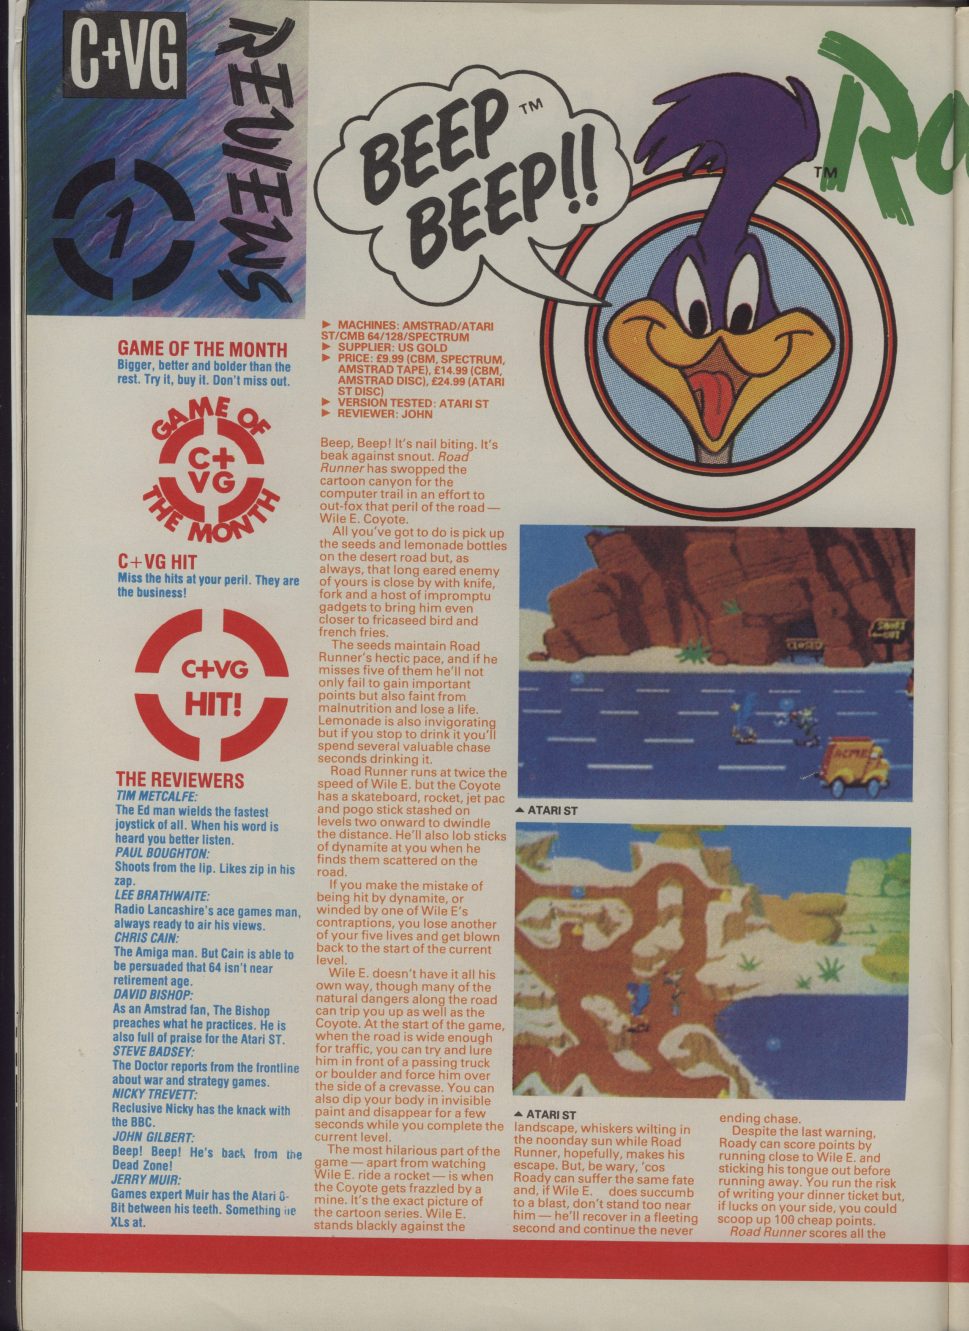 C+VG
REVIEWS
1
GAME OF THE MONTH
Bigger, better and bolder than the
rest. Try it, buy it. Don't miss out.
GAME OF
C+
VG
THE MONTH
C+VG HIT
Miss the hits at your peril. They are
the business!
C+VG
HIT!
THE REVIEWERS
TIM METCALFE:
The Ed man wields the fastest
joystick of all. When his word is
heard you better listen.
PAUL BOUGHTON:
Shoots from the lip. Likes zip in his
zap.
LEE BRATHWAITE:
Radio Lancashire's ace games man,
always ready to air his views.
CHRIS CAIN:
The Amiga man. But Cain is able to
be persuaded that 64 isn't near
retirement age.
DAVID BISHOP:
As an Amstrad fan, The Bishop
preaches what he practices. He is
also full of praise for the Atari ST.
STEVE BADSEY:
The Doctor reports from the frontline
about war and strategy games.
NICKY TREVETT:
Reclusive Nicky has the knack with
the BBC.
JOHN GILBERT:
Beep! Beep! He's back from the
Dead Zone!
JERRY MUIR:
Games expert Muir has the Atari 8-
Bit between his teeth. Something he
XLs at.
BEEP TM
BEEP!!
TM
Ro
► MACHINES: AMSTRAD/ATARI
ST/CMB 64/128/SPECTRUM
► SUPPLIER: US GOLD
► PRICE: £9.99 (CBM, SPECTRUM,
AMSTRAD TAPE), £14.99 (CBM,
AMSTRAD DISC), £24.99 (ATARI
ST DISC)
► VERSION TESTED: ATARI ST
► REVIEWER: JOHN
Beep, Beep! It's nail biting. It's
beak against snout. Road
Runner has swopped the
cartoon canyon for the
computer trail in an effort to
out-fox that peril of the road —
Wile E. Coyote.
All you've got to do is pick up
the seeds and lemonade bottles
on the desert road but, as
always, that long eared enemy
of yours is close by with knife,
fork and a host of impromptu
gadgets to bring him even
closer to fricaseed bird and
french fries.
The seeds maintain Road
Runner's hectic pace, and if he
misses five of them he'll not
only fail to gain important
points but also faint from
malnutrition and lose a life.
Lemonade is also invigorating
but if you stop to drink it you'll
spend several valuable chase
seconds drinking it.
Road Runner runs at twice the
speed of Wile E. but the Coyote
has a skateboard, rocket, jet pac
and pogo stick stashed on
levels two onward to dwindle
the distance. He'll also lob sticks
of dynamite at you when he
finds them scattered on the
road.
If you make the mistake of
being hit by dynamite, or
winded by one of Wile E's
contraptions, you lose another
of your five lives and get blown
back to the start of the current
level.
Wile E. doesn't have it all his
own way, though many of the
natural dangers along the road
can trip you up as well as the
Coyote. At the start of the game,
when the road is wide enough
for traffic, you can try and lure
him in front of a passing truck
or boulder and force him over
the side of a crevasse. You can
also dip your body in invisible
paint and disappear for a few
seconds while you complete the
current level.
The most hilarious part of the
game — apart from watching
Wile E. ride a rocket — is when
the Coyote gets frazzled by a
mine. It's the exact picture of
the cartoon series. Wile E.
stands blackly against the
SHORT
CUT
CLOSED
ACME
▲ ATARI ST
▲ ATARI ST
landscape, whiskers wilting in
the noonday sun while Road
Runner, hopefully, makes his
escape. But, be wary, 'cos
Roady can suffer the same fate
and, if Wile E. does succumb
to a blast, don't stand too near
him — he'll recover in a fleeting
second and continue the never
ending chase.
Despite the last warning,
Roady can score points by
running close to Wile E. and
sticking his tongue out before
running away. You run the risk
of writing your dinner ticket but,
if lucks on your side, you could
scoop up 100 cheap points.
Road Runner scores all the